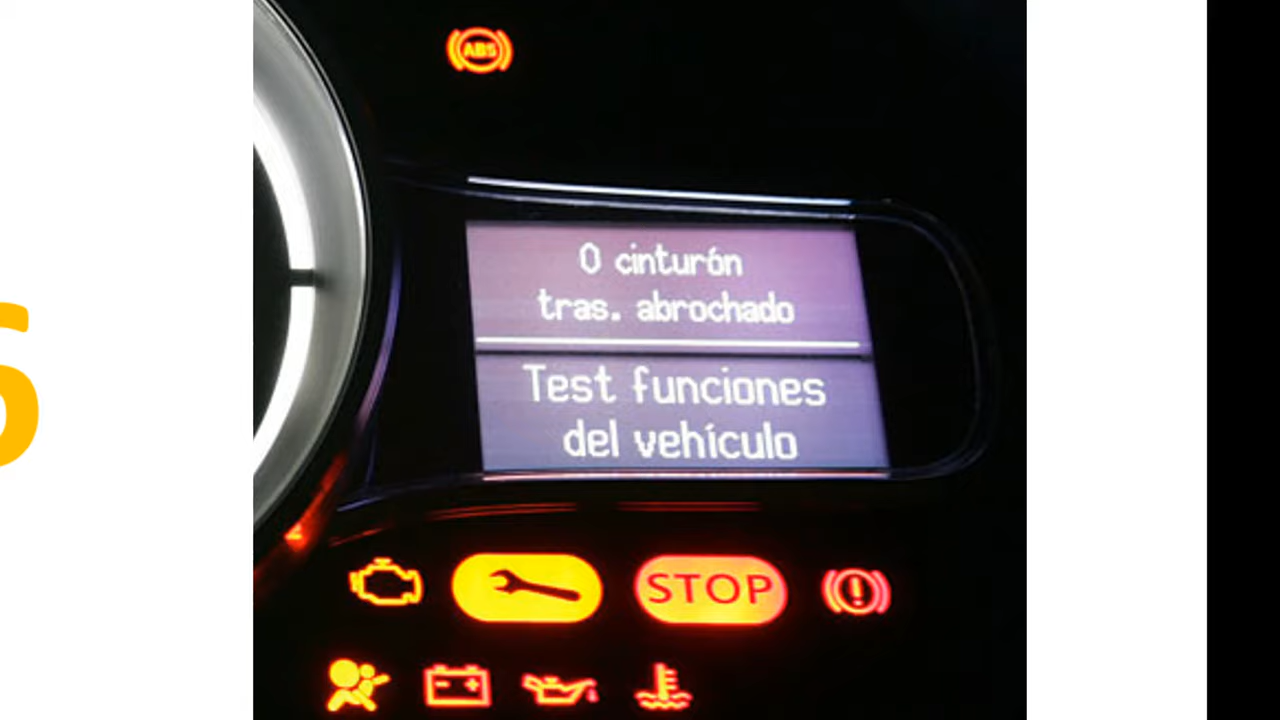 ABS
0 cinturón
tras. abrochado
Test funciones
del vehículo
STOP